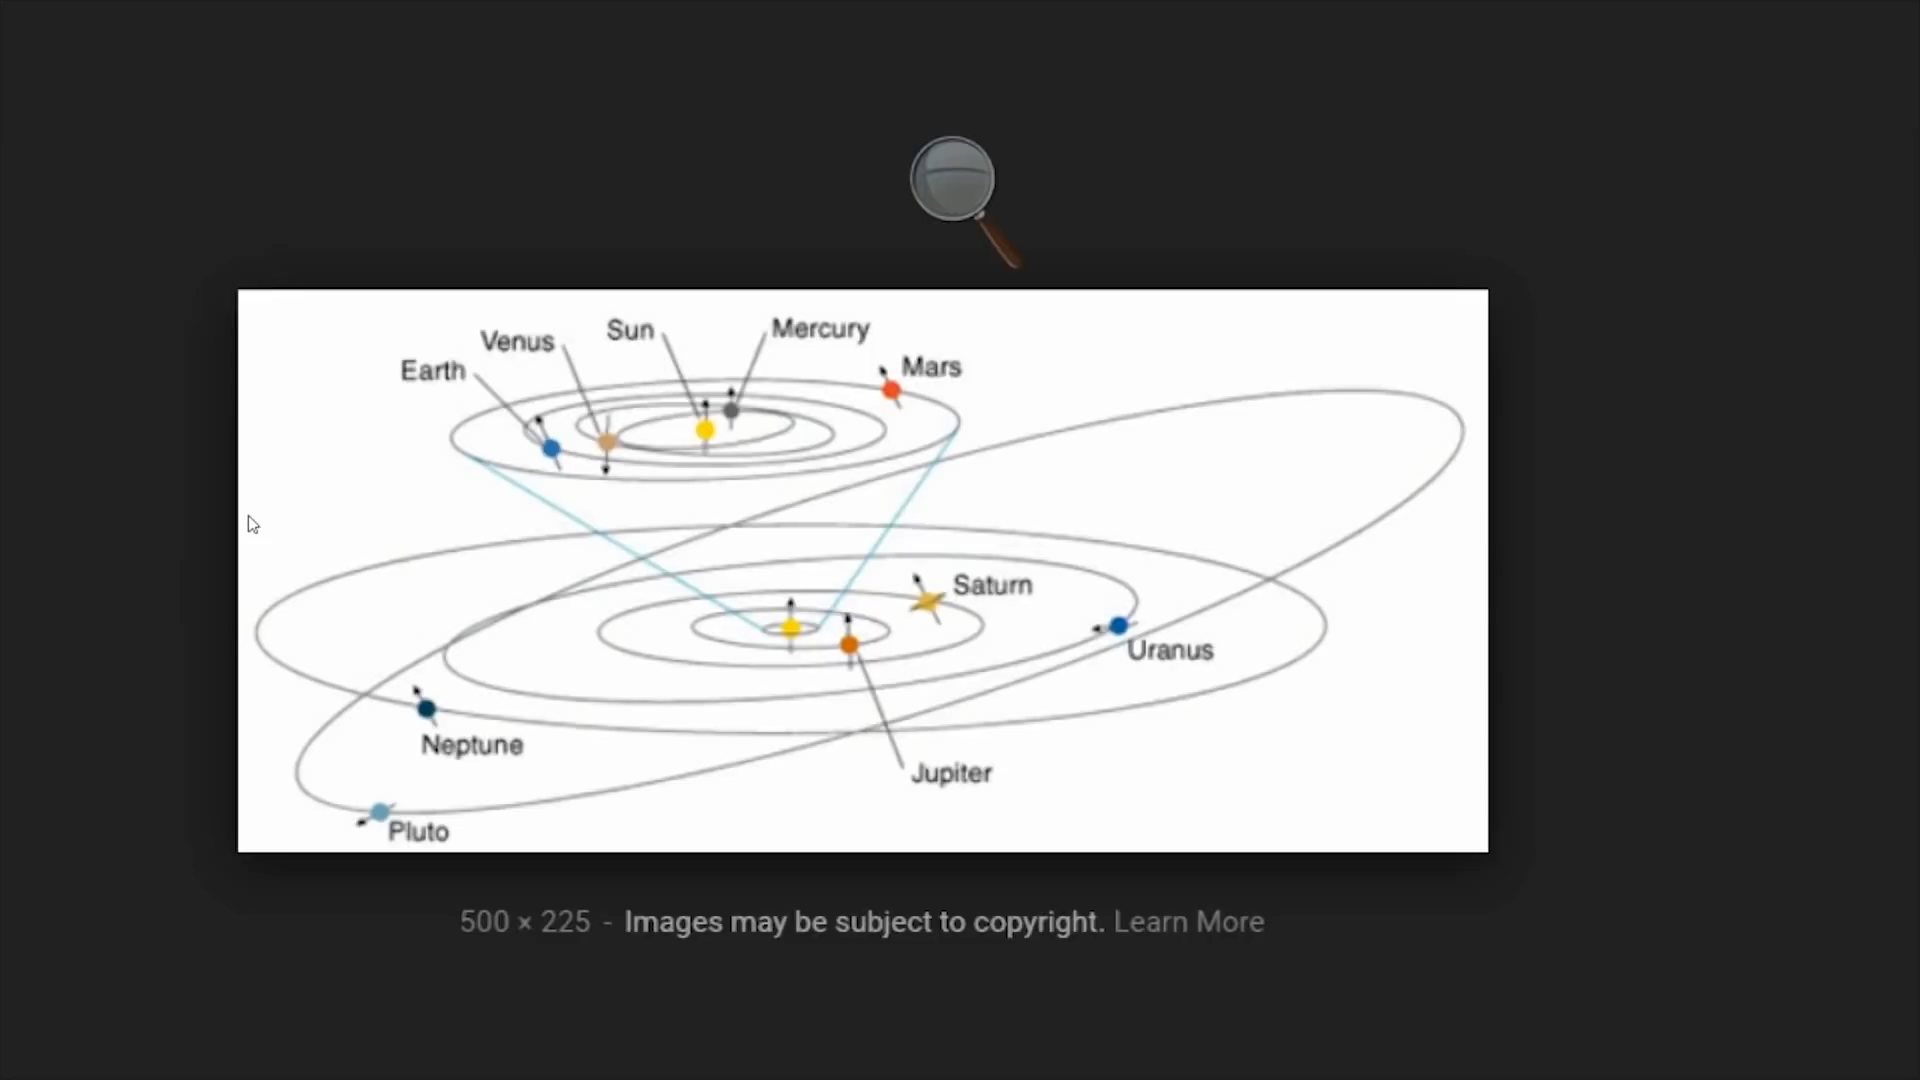 Sun
Mercury
Venus
Mars
Earth
Saturn
Uranus
Neptune
Jupiter
Pluto
500 × 225 - Images may be subject to copyright. Learn More